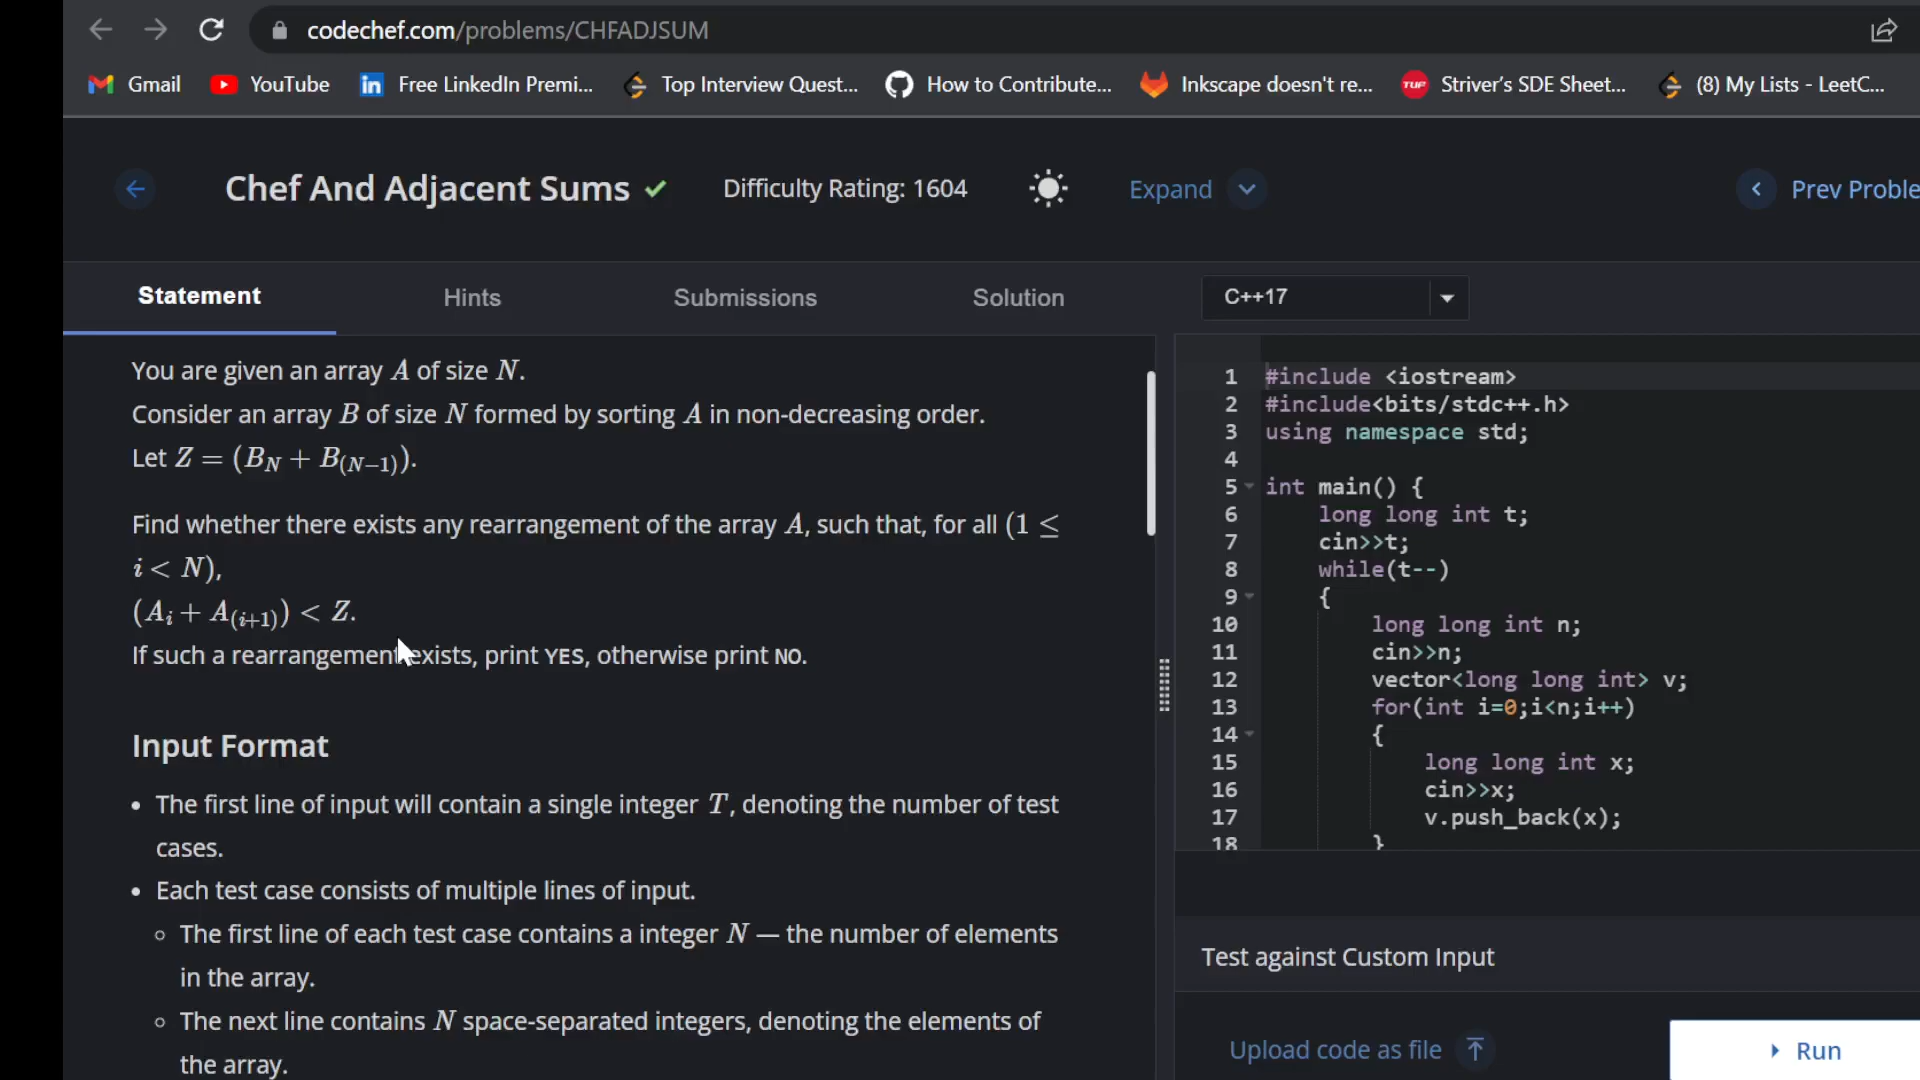 codechef.com/problems/CHFADJSUM
Gmail YouTube Free LinkedIn Premi... Top Interview Quest... How to Contribute... Inkscape doesn't re... Striver's SDE Sheet... (8) My Lists - LeetC...
Chef And Adjacent Sums ✓ Difficulty Rating: 1604 Expand Prev Proble
Statement Hints Submissions Solution C++17
You are given an array A of size N.
Consider an array B of size N formed by sorting A in non-decreasing order.
Let Z = (B_N + B_(N−1)).
Find whether there exists any rearrangement of the array A, such that, for all (1 ≤
i < N),
(A_i + A_(i+1)) < Z.
If such a rearrangement exists, print YES, otherwise print NO.
Input Format
• The first line of input will contain a single integer T, denoting the number of test
cases.
• Each test case consists of multiple lines of input.
○ The first line of each test case contains a integer N — the number of elements
in the array.
○ The next line contains N space-separated integers, denoting the elements of
the array.
1 #include <iostream>
2 #include<bits/stdc++.h>
3 using namespace std;
4
5 int main() {
6 long long int t;
7 cin>>t;
8 while(t--)
9 {
10 long long int n;
11 cin>>n;
12 vector<long long int> v;
13 for(int i=0;i<n;i++)
14 {
15 long long int x;
16 cin>>x;
17 v.push_back(x);
18 }
Test against Custom Input
Upload code as file Run